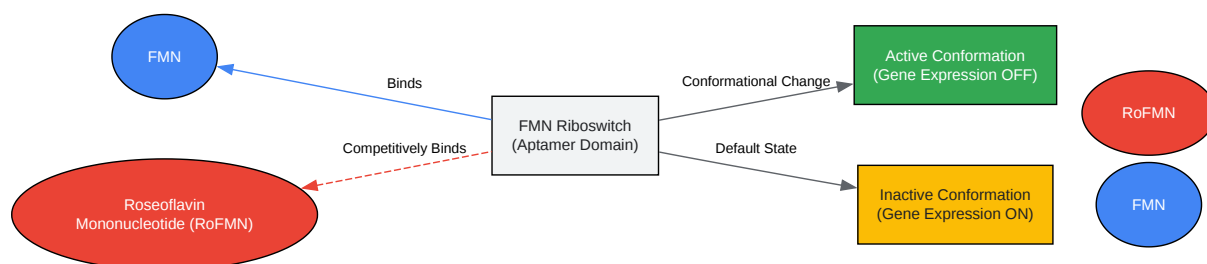 FMN
Binds
Competitively Binds
Roseoflavin
Mononucleotide (RoFMN)
FMN Riboswitch
(Aptamer Domain)
Conformational Change
Default State
Active Conformation
(Gene Expression OFF)
Inactive Conformation
(Gene Expression ON)
RoFMN
FMN